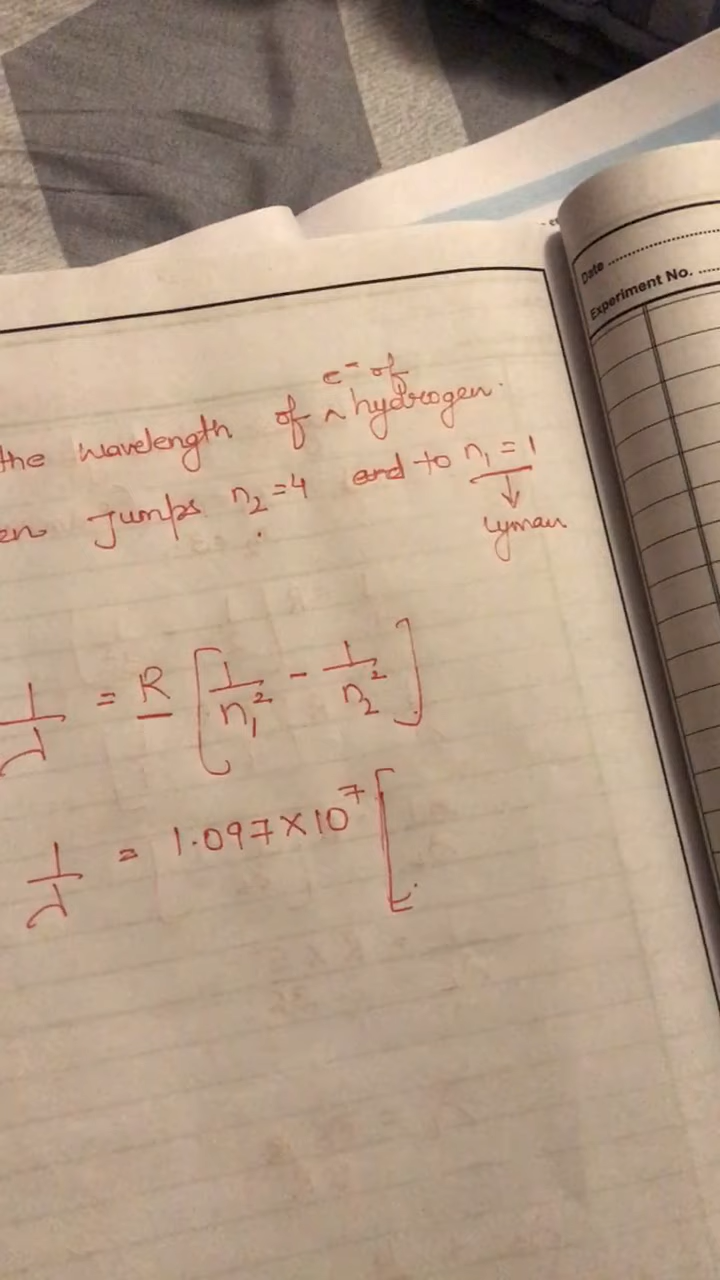 e⁻ of
the wavelength of ^ hydrogen.
en Jumps n₂ = 4 and to n₁ = 1
↓
Lyman
1/λ = R [1/n₁² - 1/n₂²]
1/λ = 1.097 × 10⁷ [
Date
Experiment No.